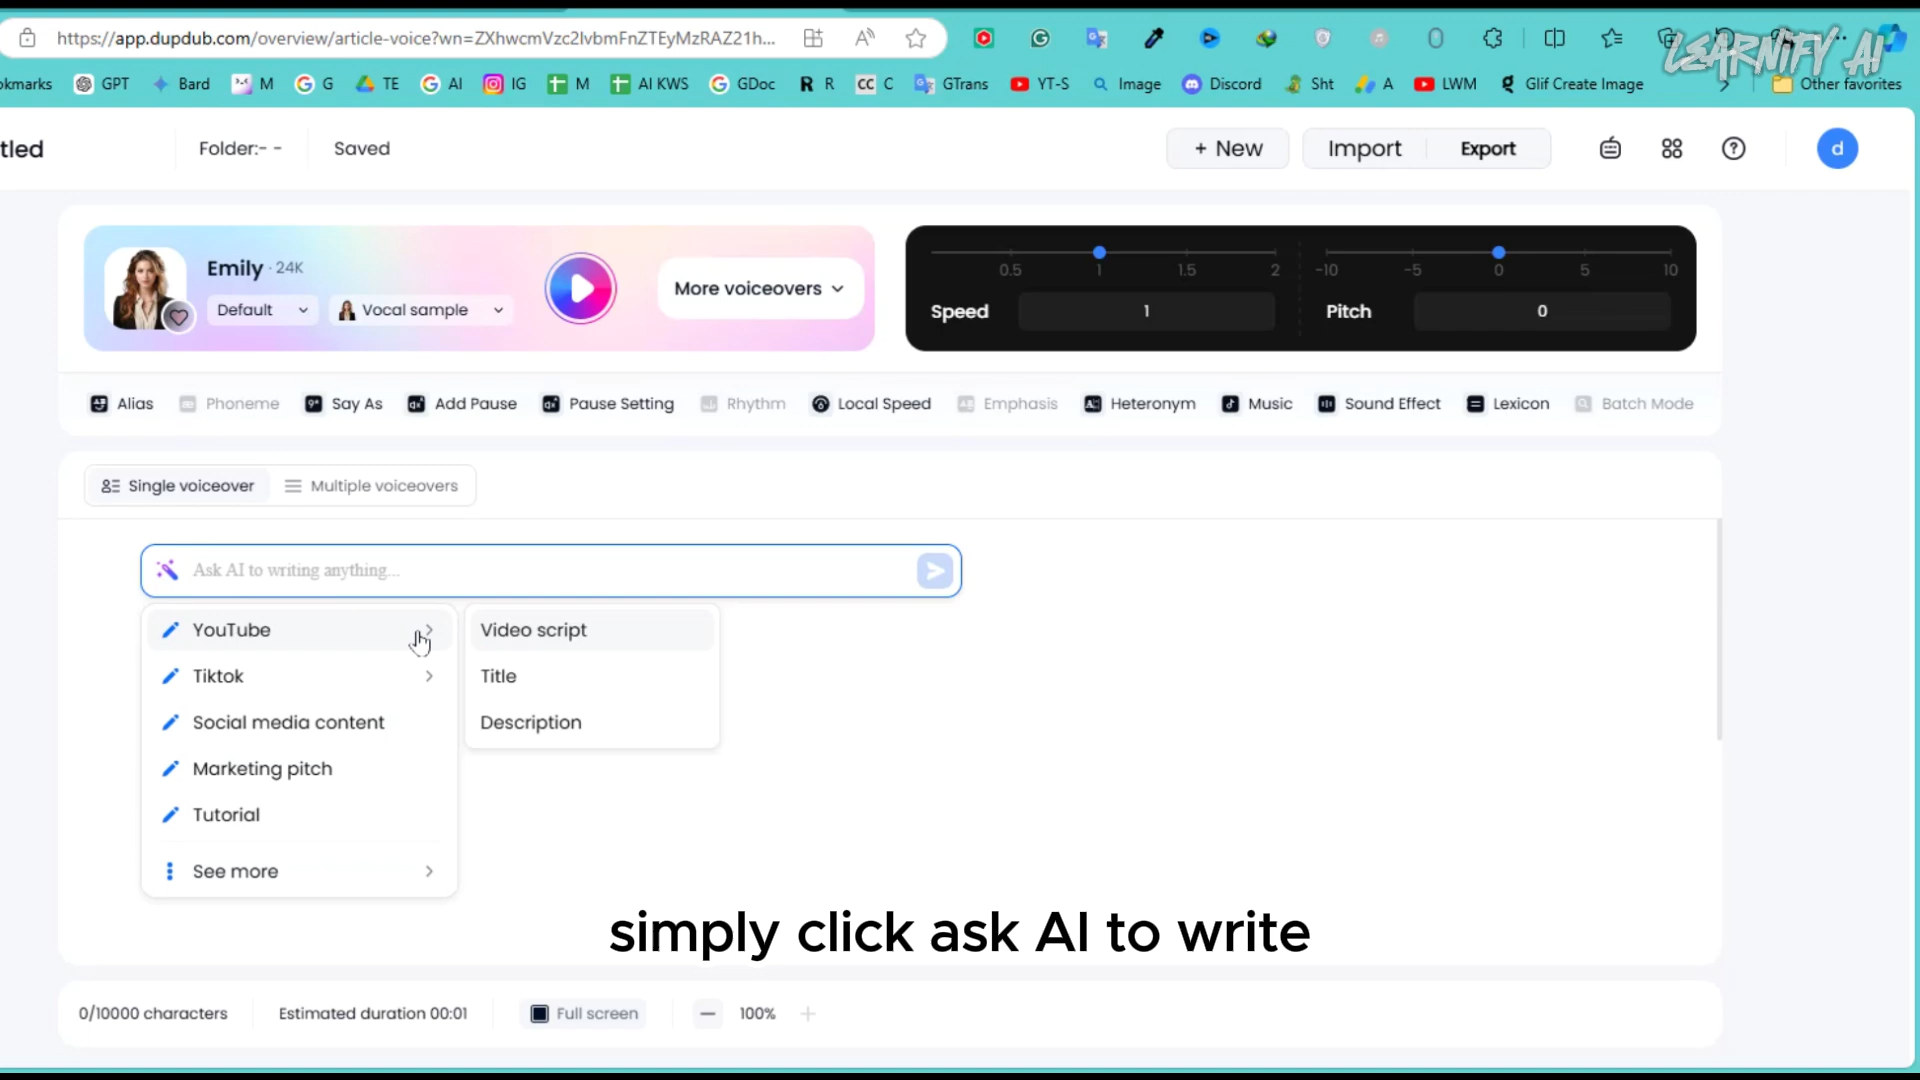 https://app.dupdub.com/overview/article-voice?wn=ZXhwcmVzc2lvbmFnZTEyMzRAZ21h...
LEARNIFY AI
okmarks GPT Bard M G TE AI IG M AI KWS GDoc R R CC C GTrans YT-S Image Discord Sht A LWM Glif Create Image Other favorites
tled Folder:- - Saved + New Import Export d
Emily · 24K
Default Vocal sample
More voiceovers
0.5 1 1.5 2 -10 -5 0 5 10
Speed 1 Pitch 0
Alias Phoneme Say As Add Pause Pause Setting Rhythm Local Speed Emphasis Heteronym Music Sound Effect Lexicon Batch Mode
Single voiceover Multiple voiceovers
Ask AI to writing anything...
YouTube Video script
Tiktok Title
Social media content Description
Marketing pitch
Tutorial
See more
simply click ask AI to write
0/10000 characters Estimated duration 00:01 Full screen 100%